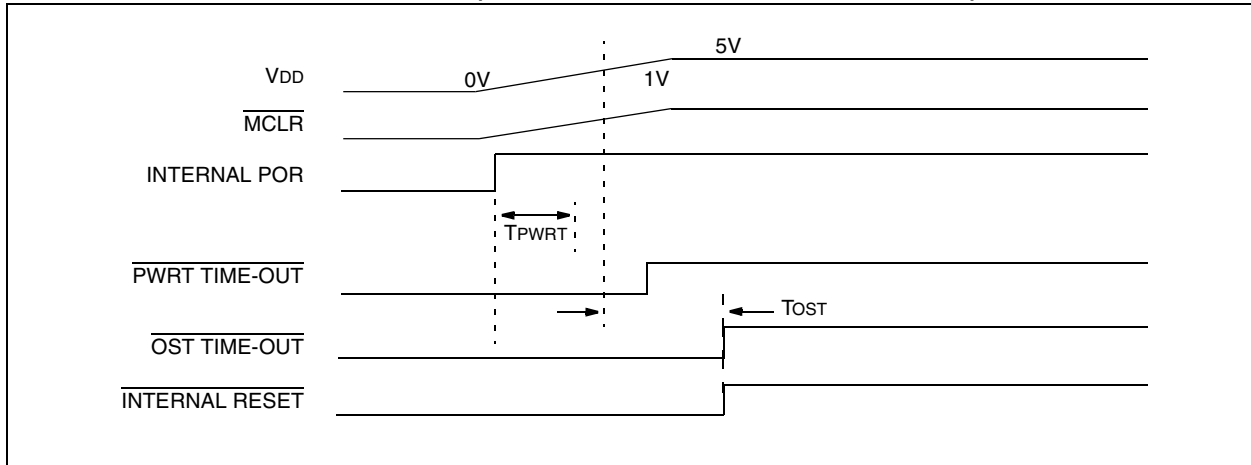 5V
VDD
0V
1V
MCLR
INTERNAL POR
TPWRT
PWRT TIME-OUT
TOST
OST TIME-OUT
INTERNAL RESET